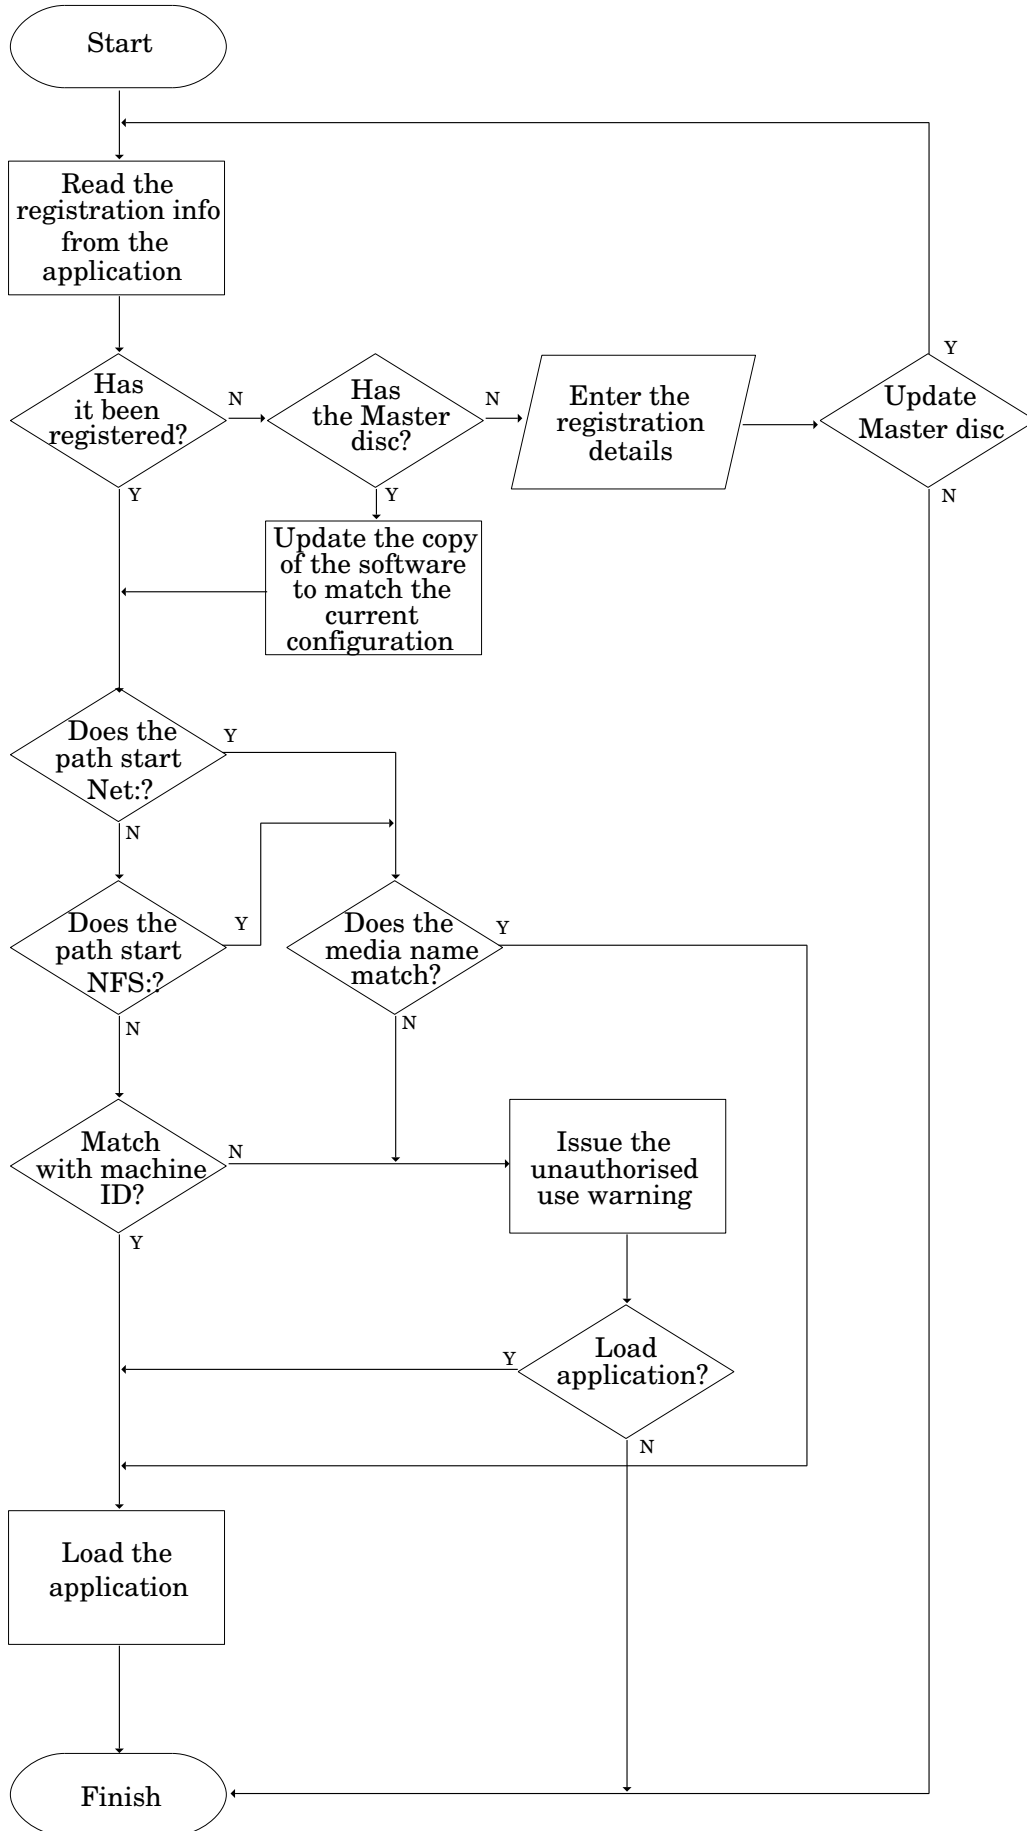 Start
Read the
registration info
from the
application
Has
it been
registered?
N
Y
Has
the Master
disc?
N
Y
Enter the
registration
details
Y
Update
Master disc
N
Update the copy
of the software
to match the
current
configuration
Does the
path start
Net:?
Y
N
Does the
path start
NFS:?
Y
N
Does the
media name
match?
Y
N
Match
with machine
ID?
N
Y
Issue the
unauthorised
use warning
Load
application?
Y
N
Load the
application
Finish